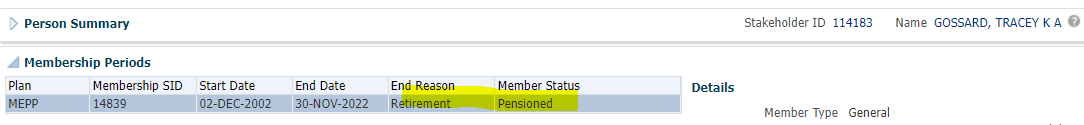 Person Summary Stakeholder ID 114183 Name GOSSARD, TRACEY K A ?
Membership Periods
Plan Membership SID Start Date End Date End Reason Member Status
MEPP 14839 02-DEC-2002 30-NOV-2022 Retirement Pensioned
Details
Member Type General